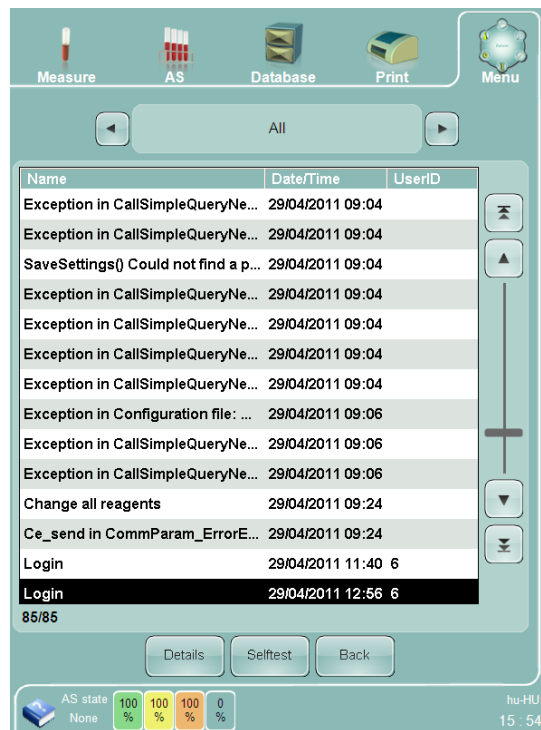 Measure AS Database Print Menu
All
Name Date/Time UserID
Exception in CallSimpleQueryNe... 29/04/2011 09:04
Exception in CallSimpleQueryNe... 29/04/2011 09:04
SaveSettings() Could not find a p... 29/04/2011 09:04
Exception in CallSimpleQueryNe... 29/04/2011 09:04
Exception in CallSimpleQueryNe... 29/04/2011 09:04
Exception in CallSimpleQueryNe... 29/04/2011 09:04
Exception in CallSimpleQueryNe... 29/04/2011 09:04
Exception in Configuration file: ... 29/04/2011 09:06
Exception in CallSimpleQueryNe... 29/04/2011 09:06
Exception in CallSimpleQueryNe... 29/04/2011 09:06
Change all reagents 29/04/2011 09:24
Ce_send in CommParam_ErrorE... 29/04/2011 09:24
Login 29/04/2011 11:40 6
Login 29/04/2011 12:56 6
85/85
Details Selftest Back
AS state 100 100 100 0 hu-HU
None % % % % 15 : 54